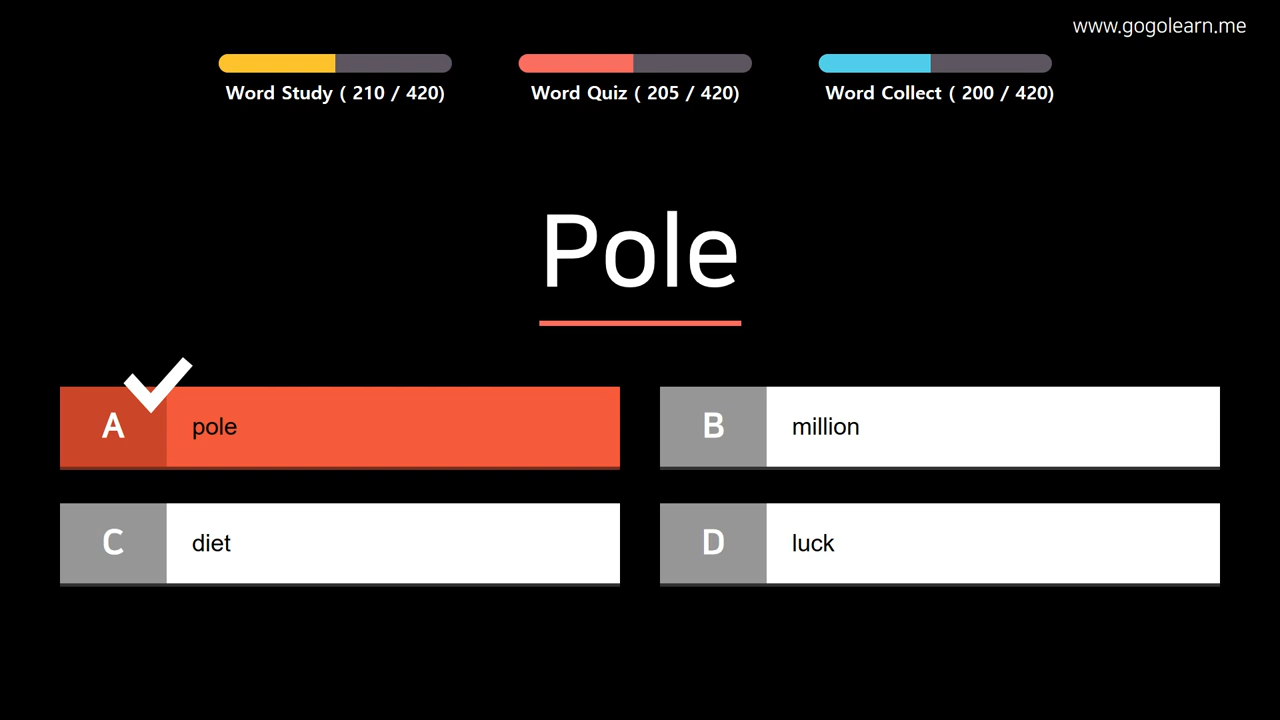 www.gogolearn.me
Word Study ( 210 / 420)
Word Quiz ( 205 / 420)
Word Collect ( 200 / 420)
Pole
A pole
B million
C diet
D luck